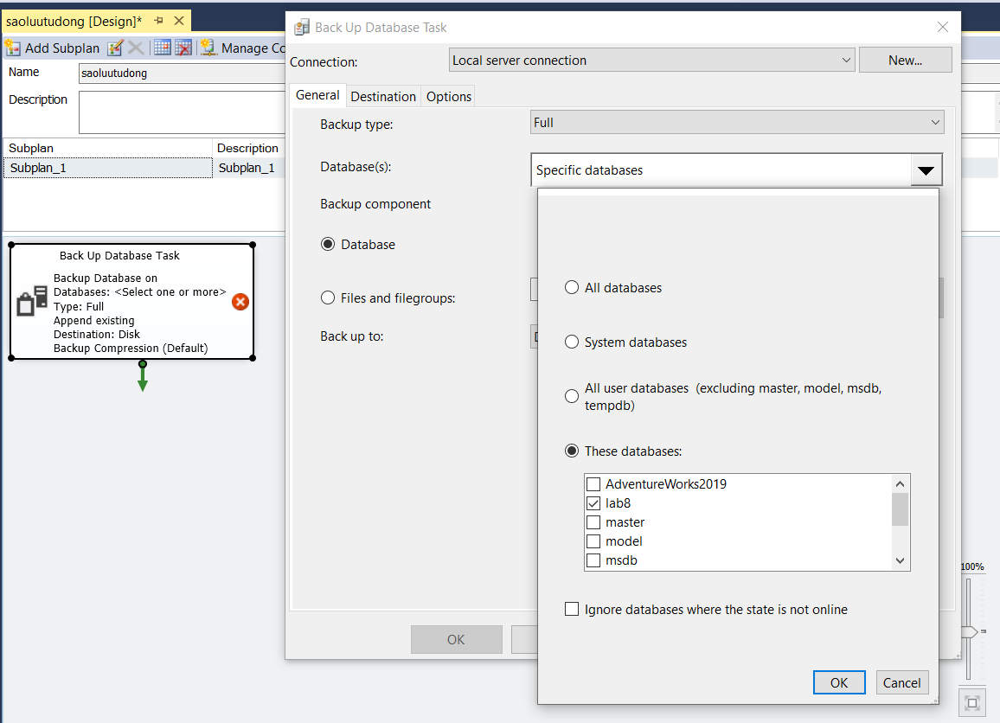 saoluutudong [Design]*
Add Subplan
Manage Co
Name
saoluutudong
Description
Subplan
Description
Subplan_1
Subplan_1
Back Up Database Task
Backup Database on
Databases: <Select one or more>
Type: Full
Append existing
Destination: Disk
Backup Compression (Default)
Back Up Database Task
Connection:
Local server connection
New...
General
Destination
Options
Backup type:
Full
Database(s):
Specific databases
Backup component
Database
Files and filegroups:
Back up to:
OK
All databases
System databases
All user databases (excluding master, model, msdb,
tempdb)
These databases:
AdventureWorks2019
lab8
master
model
msdb
Ignore databases where the state is not online
OK
Cancel
100%